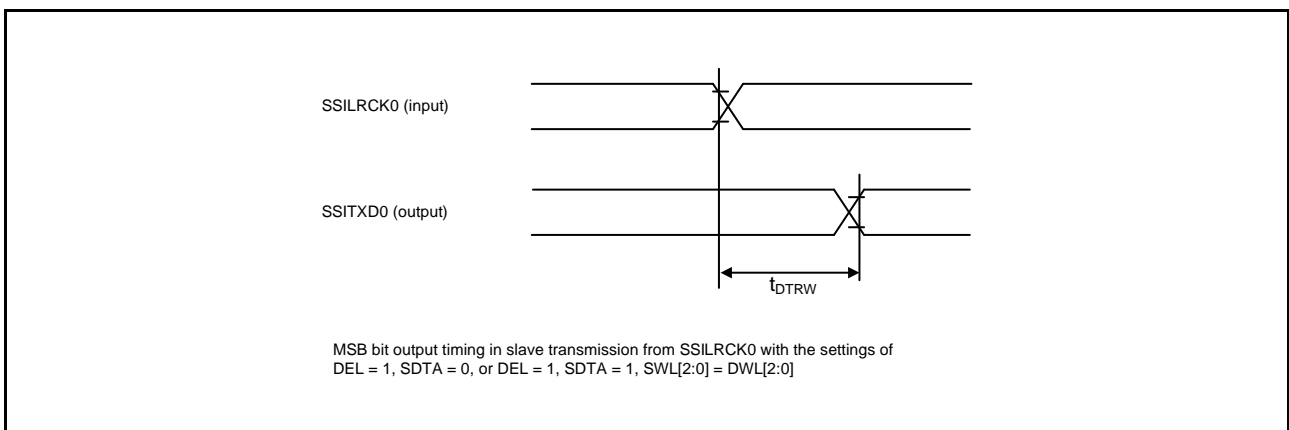 SSILRCK0 (input)
SSITXD0 (output)
tDTRW
MSB bit output timing in slave transmission from SSILRCK0 with the settings of
DEL = 1, SDTA = 0, or DEL = 1, SDTA = 1, SWL[2:0] = DWL[2:0]